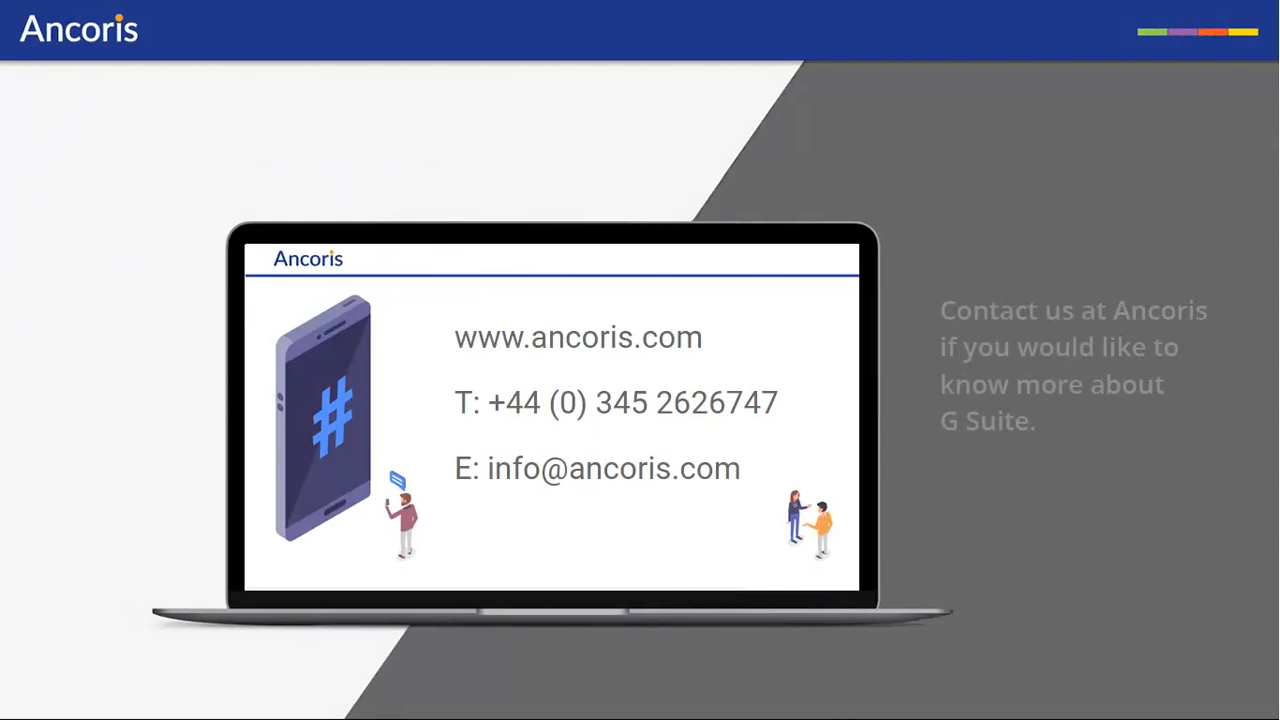 Ancoris
Ancoris
www.ancoris.com
T: +44 (0) 345 2626747
E: info@ancoris.com
#
Contact us at Ancoris
if you would like to
know more about
G Suite.